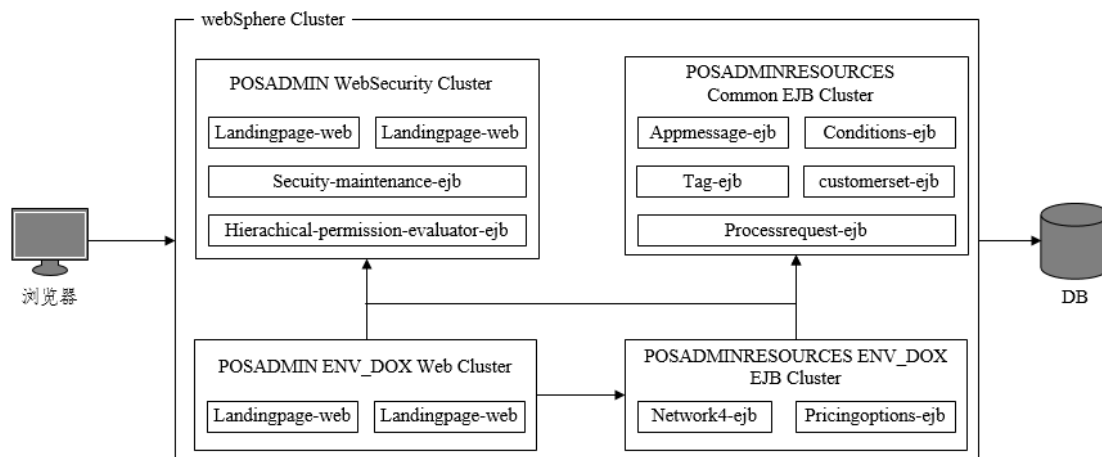 webSphere Cluster
POSADMIN WebSecurity Cluster
Landingpage-web
Landingpage-web
Secuity-maintenance-ejb
Hierachical-permission-evaluator-ejb
POSADMINRESOURCES
Common EJB Cluster
Appmessage-ejb
Conditions-ejb
Tag-ejb
customerset-ejb
Processrequest-ejb
浏览器
DB
POSADMIN ENV_DOX Web Cluster
Landingpage-web
Landingpage-web
POSADMINRESOURCES ENV_DOX
EJB Cluster
Network4-ejb
Pricingoptions-ejb